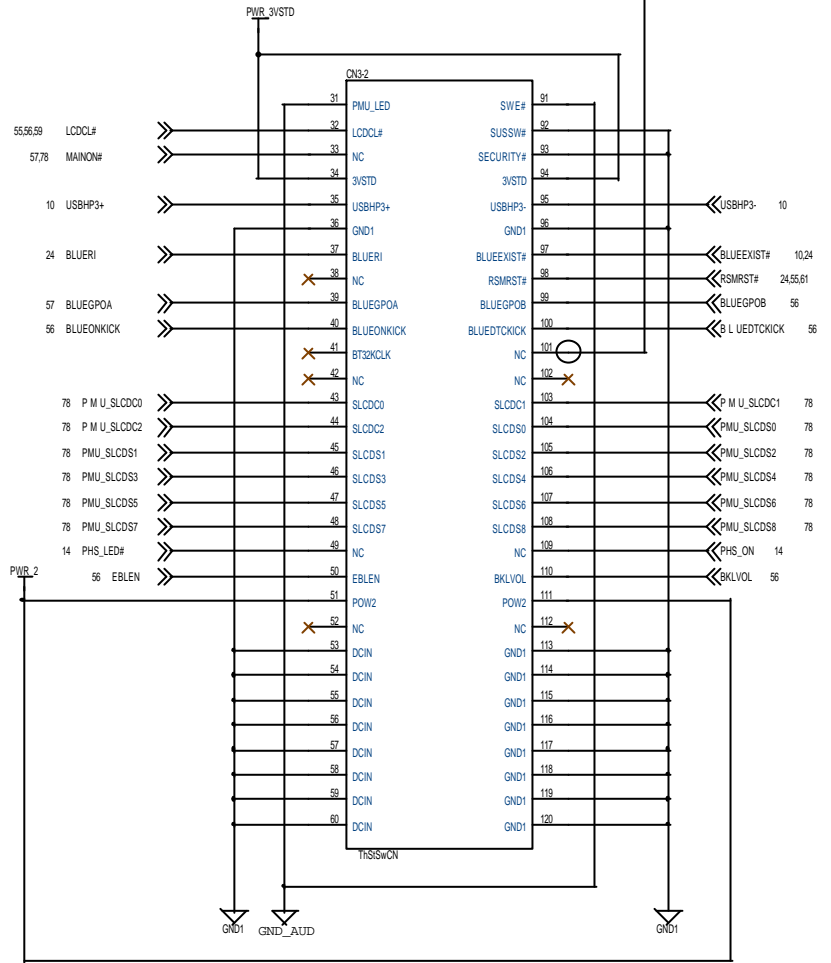 PWR_3VSTD
CN3-2
31 PMU_LED SWE# 91
55,56,59 LCDCL# 32 LCDCL# SUSSW# 92
57,78 MAINON# 33 NC SECURITY# 93
34 3VSTD 3VSTD 94
10 USBHP3+ 35 USBHP3+ USBHP3- 95 USBHP3- 10
36 GND1 GND1 96
24 BLUERI 37 BLUERI BLUEEXIST# 97 BLUEEXIST# 10,24
38 NC RSMRST# 98 RSMRST# 24,55,61
57 BLUEGPOA 39 BLUEGPOA BLUEGPOB 99 BLUEGPOB 56
56 BLUEONKICK 40 BLUEONKICK BLUEDTCKICK 100 B L UEDTCKICK 56
41 BT32KCLK NC 101
42 NC NC 102
78 P M U_SLCDC0 43 SLCDC0 SLCDC1 103 P M U_SLCDC1 78
78 P M U_SLCDC2 44 SLCDC2 SLCDS0 104 PMU_SLCDS0 78
78 PMU_SLCDS1 45 SLCDS1 SLCDS2 105 PMU_SLCDS2 78
78 PMU_SLCDS3 46 SLCDS3 SLCDS4 106 PMU_SLCDS4 78
78 PMU_SLCDS5 47 SLCDS5 SLCDS6 107 PMU_SLCDS6 78
78 PMU_SLCDS7 48 SLCDS7 SLCDS8 108 PMU_SLCDS8 78
14 PHS_LED# 49 NC NC 109 PHS_ON 14
PWR_2
56 EBLEN 50 EBLEN BKLVOL 110 BKLVOL 56
51 POW2 POW2 111
52 NC NC 112
53 DCIN GND1 113
54 DCIN GND1 114
55 DCIN GND1 115
56 DCIN GND1 116
57 DCIN GND1 117
58 DCIN GND1 118
59 DCIN GND1 119
60 DCIN GND1 120
ThStSwCN
GND1 GND_AUD GND1